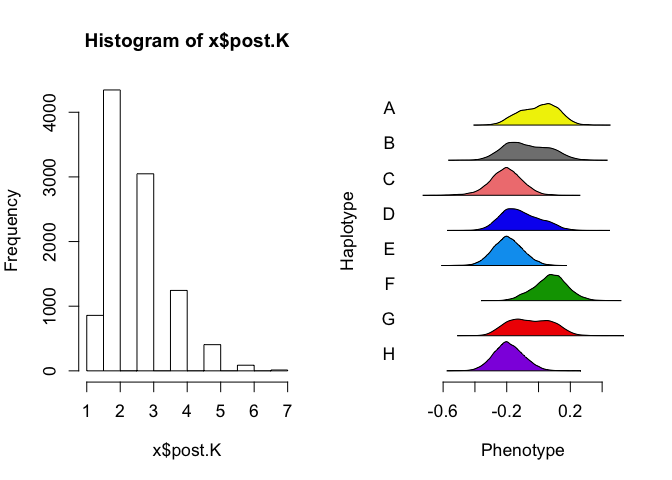 Histogram of x$post.K
Frequency
0
1000
2000
3000
4000
1 2 3 4 5 6 7
x$post.K
Haplotype
A
B
C
D
E
F
G
H
-0.6 -0.2 0.2
Phenotype